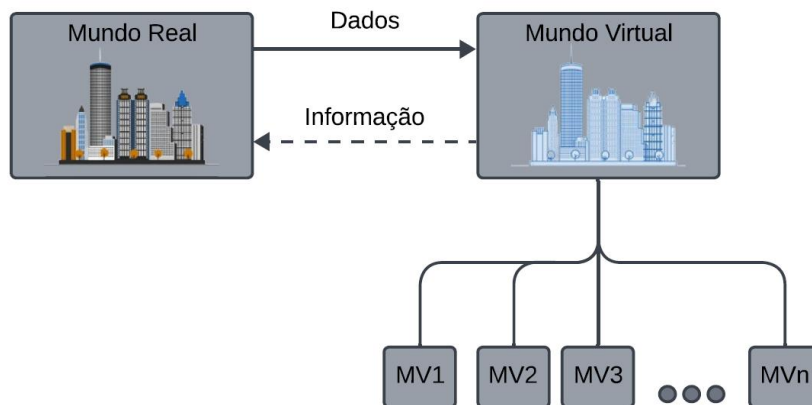 Mundo Real
Dados
Mundo Virtual
Informação
MV1
MV2
MV3
MVn